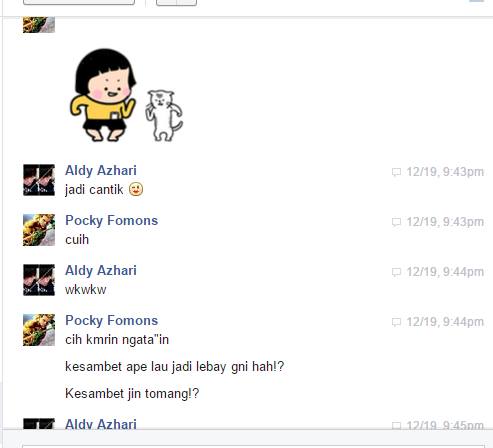 Aldy Azhari 12/19, 9:43pm
jadi cantik
Pocky Fomons 12/19, 9:43pm
cuih
Aldy Azhari 12/19, 9:44pm
wkwkw
Pocky Fomons 12/19, 9:44pm
cih kmrin ngata"in
kesambet ape lau jadi lebay gni hah!?
Kesambet jin tomang!?
Aldy Azhari 12/19, 9:45pm